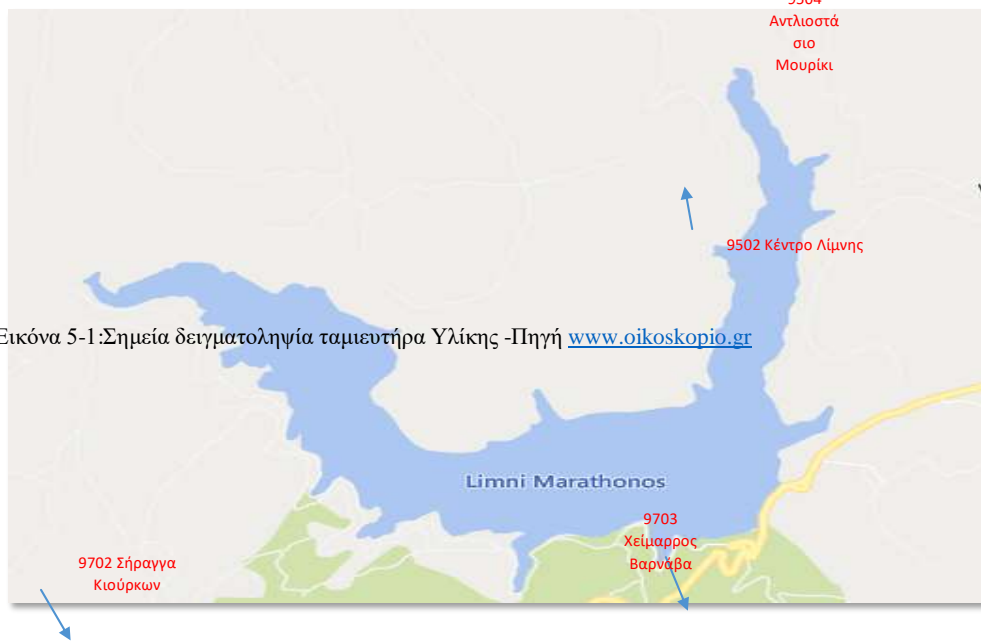 Αντλιοστά
σιο
Μουρίκι
9502 Κέντρο Λίμνης
Εικόνα 5-1:Σημεία δειγματοληψία ταμιευτήρα Υλίκης -Πηγή www.oikoskopio.gr
Limni Marathonos
9703
Χείμαρρος
Βαρνάβα
9702 Σήραγγα
Κιούρκων